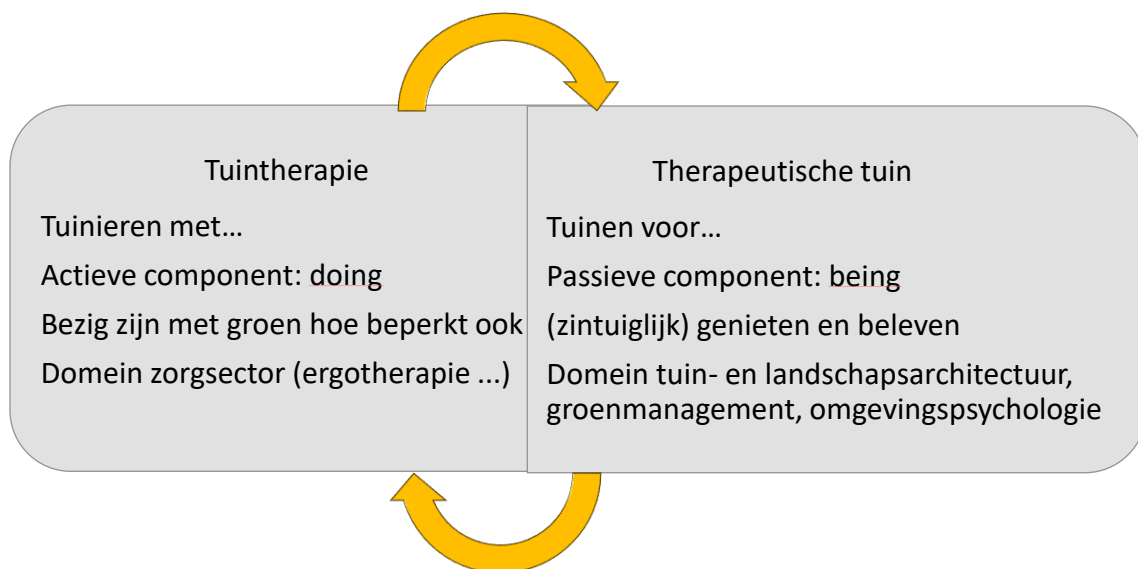 Tuintherapie
Tuinieren met…
Actieve component: doing
Bezig zijn met groen hoe beperkt ook
Domein zorgsector (ergotherapie ...)
Therapeutische tuin
Tuinen voor…
Passieve component: being
(zintuiglijk) genieten en beleven
Domein tuin- en landschapsarchitectuur,
groenmanagement, omgevingspsychologie